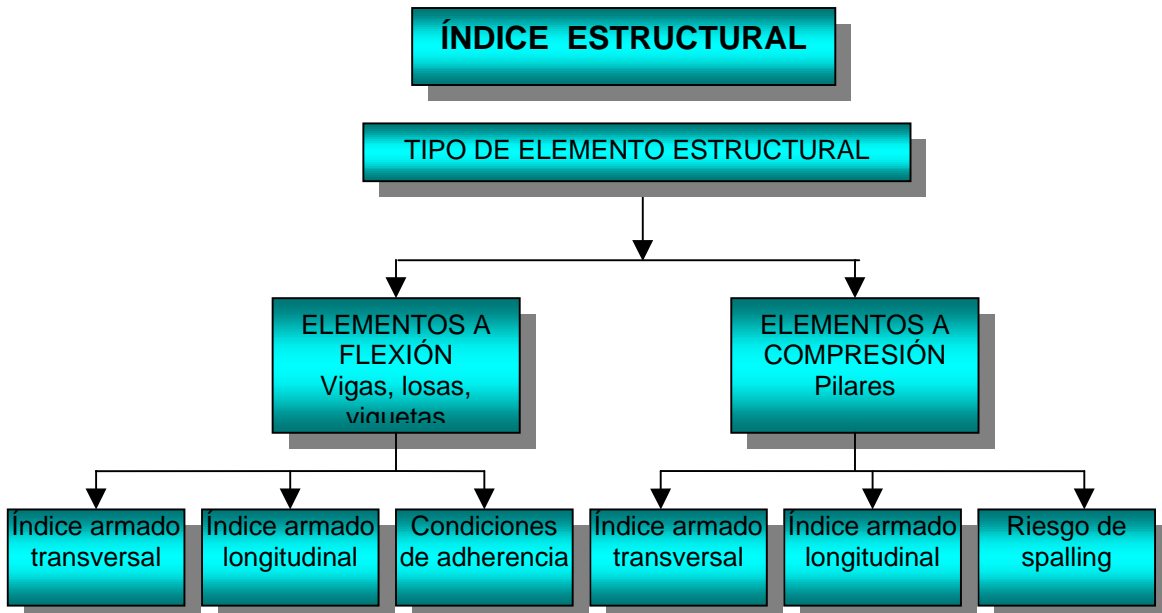 ÍNDICE ESTRUCTURAL
TIPO DE ELEMENTO ESTRUCTURAL
ELEMENTOS A
FLEXIÓN
Vigas, losas,
viguetas
ELEMENTOS A
COMPRESIÓN
Pilares
Índice armado
transversal
Índice armado
longitudinal
Condiciones
de adherencia
Índice armado
transversal
Índice armado
longitudinal
Riesgo de
spalling